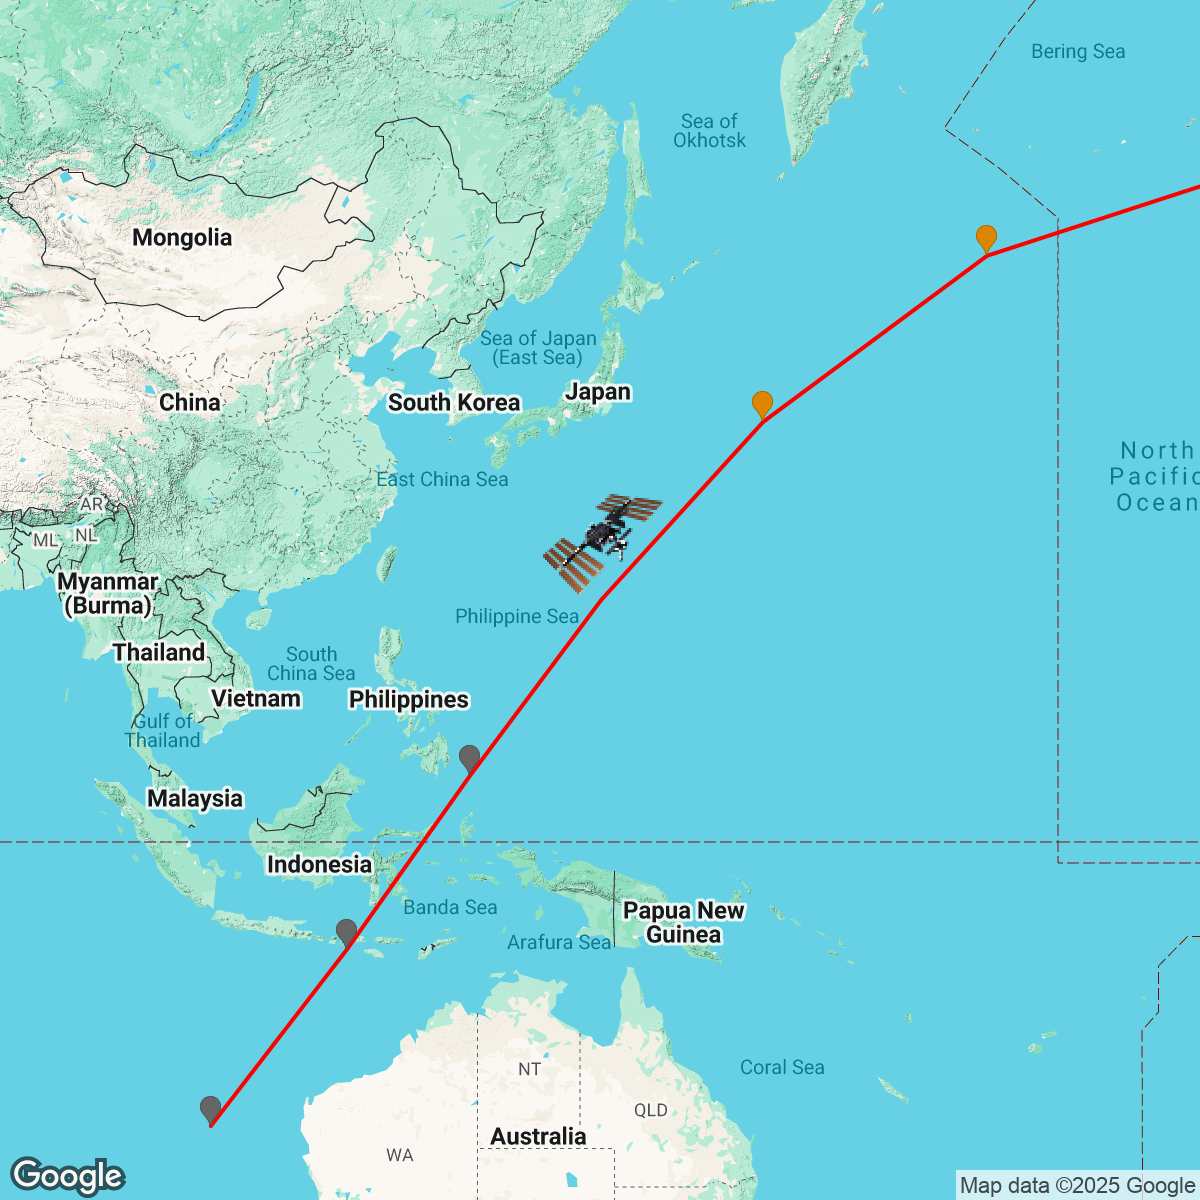 Bering Sea
Sea of
Okhotsk
Mongolia
Sea of Japan
(East Sea)
Japan
China
South Korea
North
Pacific
Ocean
East China Sea
AR
NL
ML
Myanmar
(Burma)
Philippine Sea
Thailand
South
China Sea
Vietnam
Philippines
Gulf of
Thailand
Malaysia
Indonesia
Banda Sea
Papua New
Guinea
Arafura Sea
NT
Coral Sea
QLD
Australia
WA
Google
Map data ©2025 Google